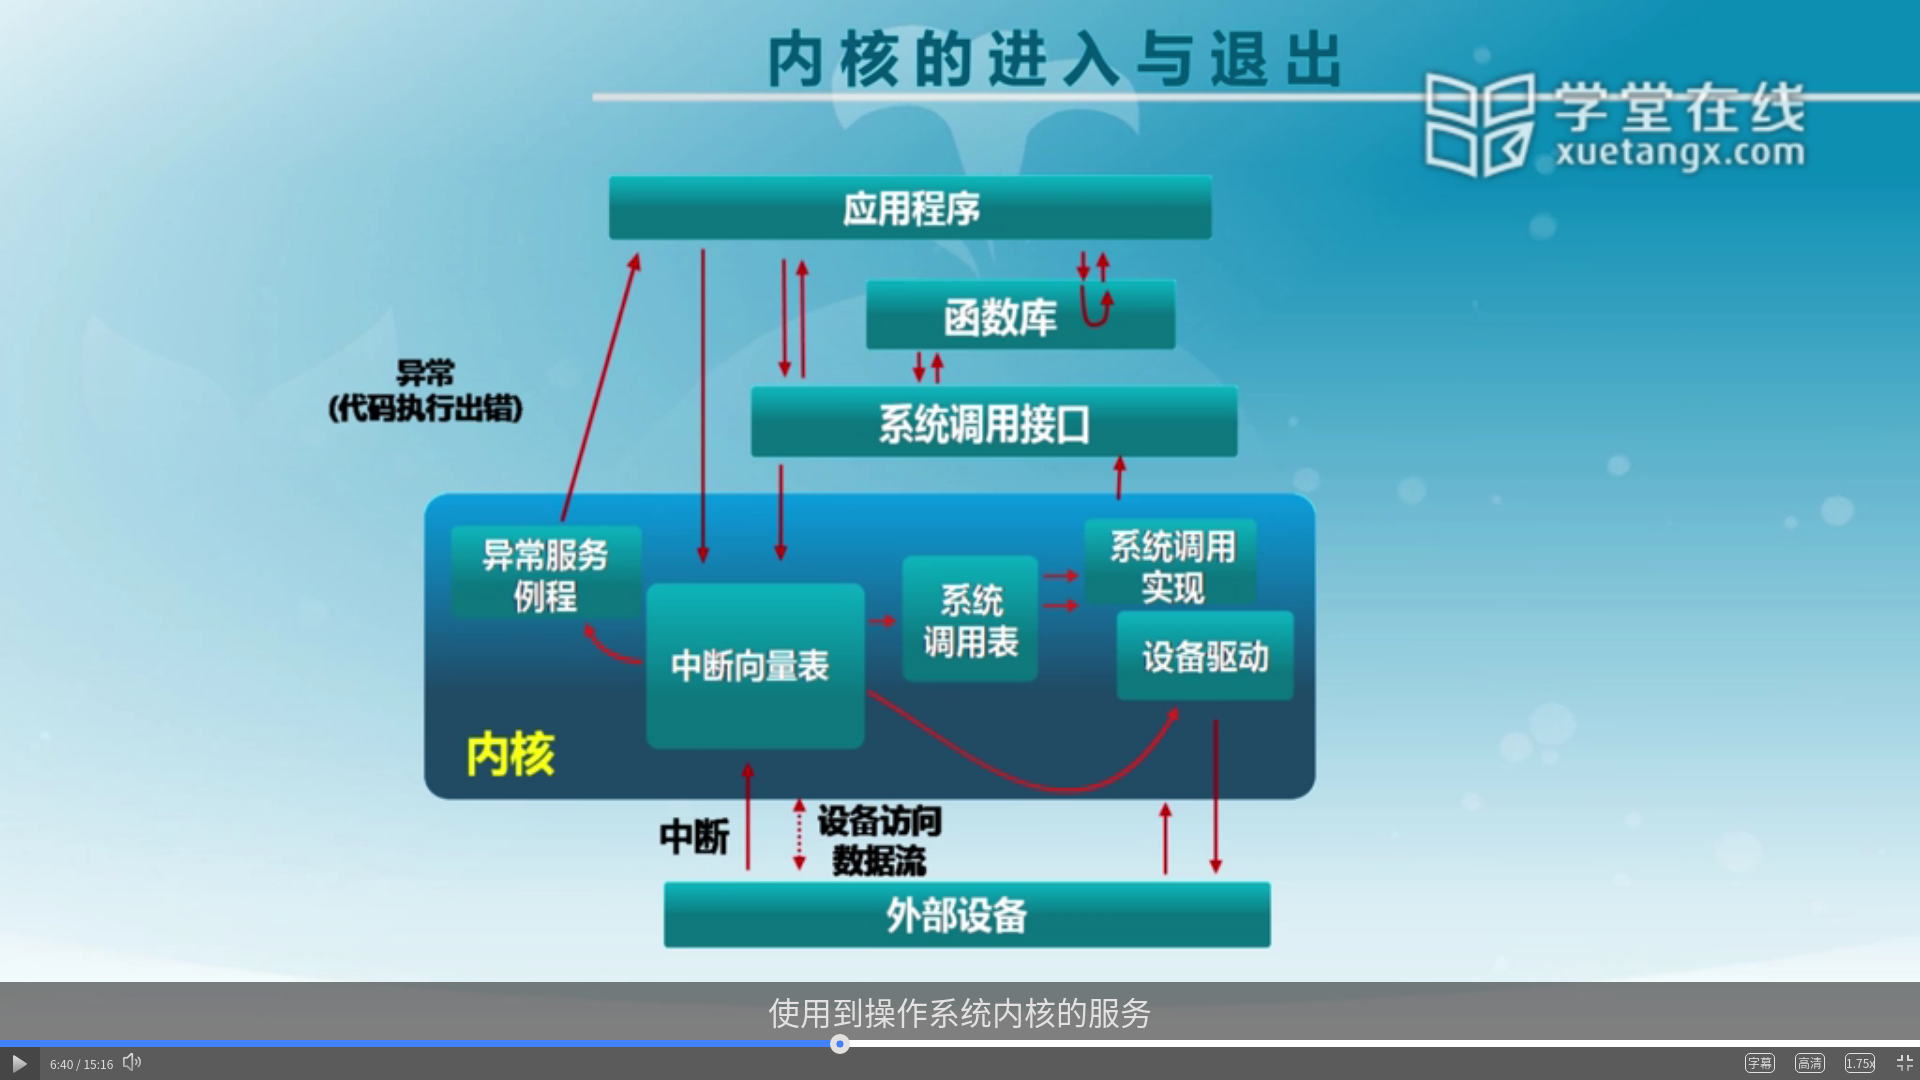 内核的进入与退出
学堂在线
xuetangx.com
应用程序
函数库
异常
(代码执行出错)
系统调用接口
异常服务
例程
系统
调用表
系统调用
实现
中断向量表
设备驱动
内核
中断
设备访问
数据流
外部设备
使用到操作系统内核的服务
6:40 / 15:16
字幕
高清
1.75x